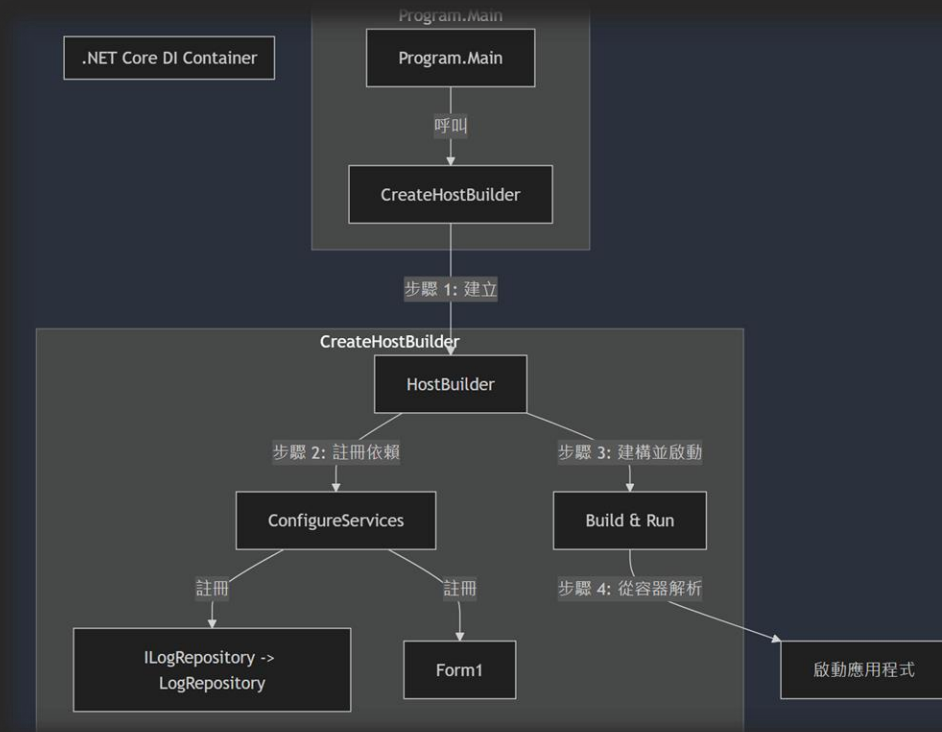 Program.Main
.NET Core DI Container
Program.Main
呼叫
CreateHostBuilder
步驟 1: 建立
CreateHostBuilder
HostBuilder
步驟 2: 註冊依賴
步驟 3: 建構並啟動
ConfigureServices
Build & Run
註冊
註冊
步驟 4: 從容器解析
ILogRepository ->
LogRepository
Form1
啟動應用程式